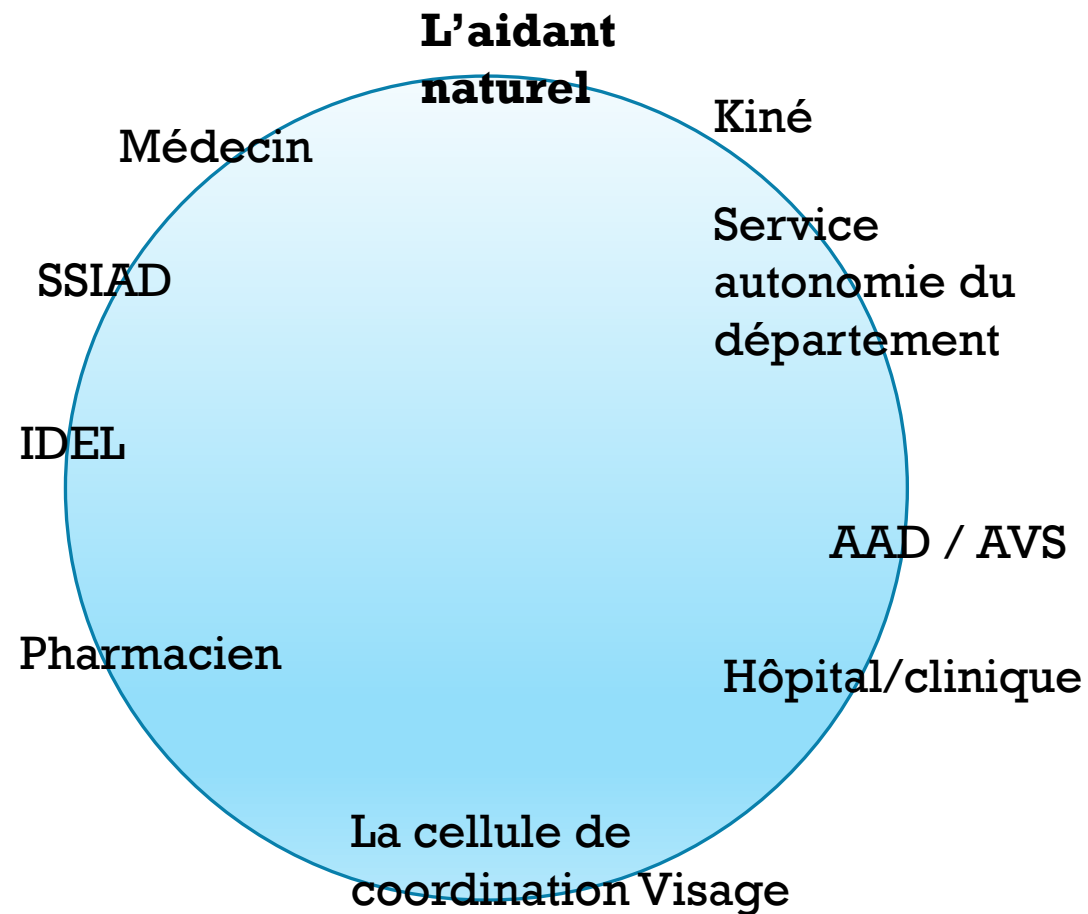 L’aidant
naturel
Kiné
Médecin
Service
autonomie du
département
SSIAD
IDEL
AAD / AVS
Pharmacien
Hôpital/clinique
La cellule de
coordination Visage